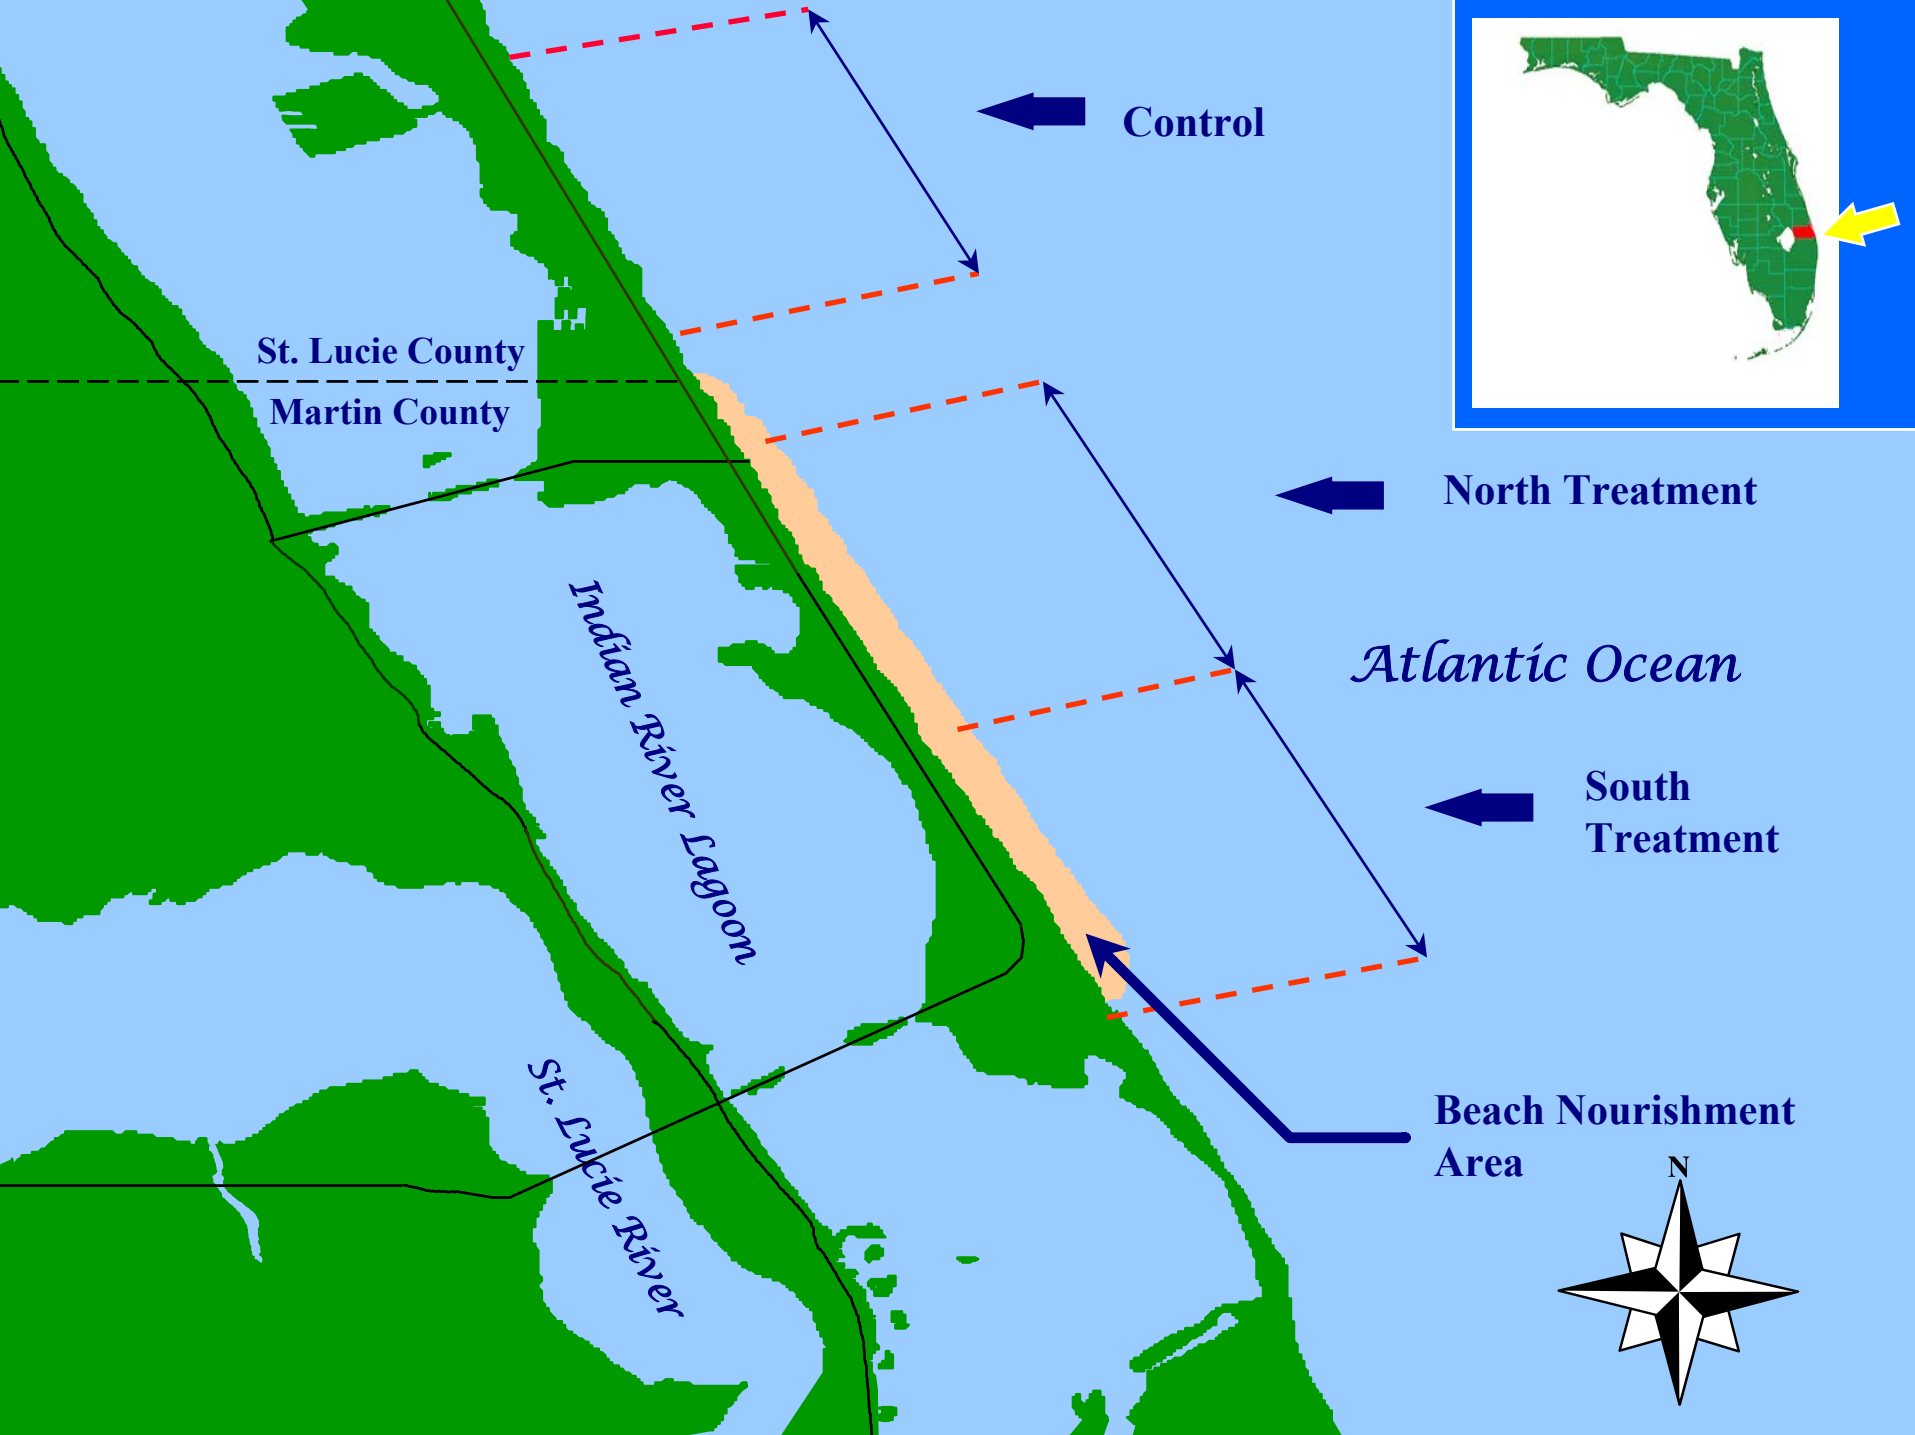 Control
St. Lucie County
Martin County
North Treatment
Indian River Lagoon
Atlantic Ocean
South
Treatment
St. Lucie River
Beach Nourishment
Area
N